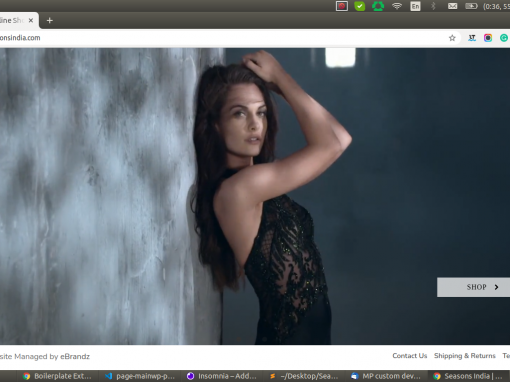 En
(0:36, 55
line Sh
onsindia.com
LT
SHOP
site Managed by eBrandz
Contact Us Shipping & Returns Te
Boilerplate Ext... page-mainwp-p... Insomnia – Add... ~/Desktop/Sea... MP custom dev... Seasons India |...